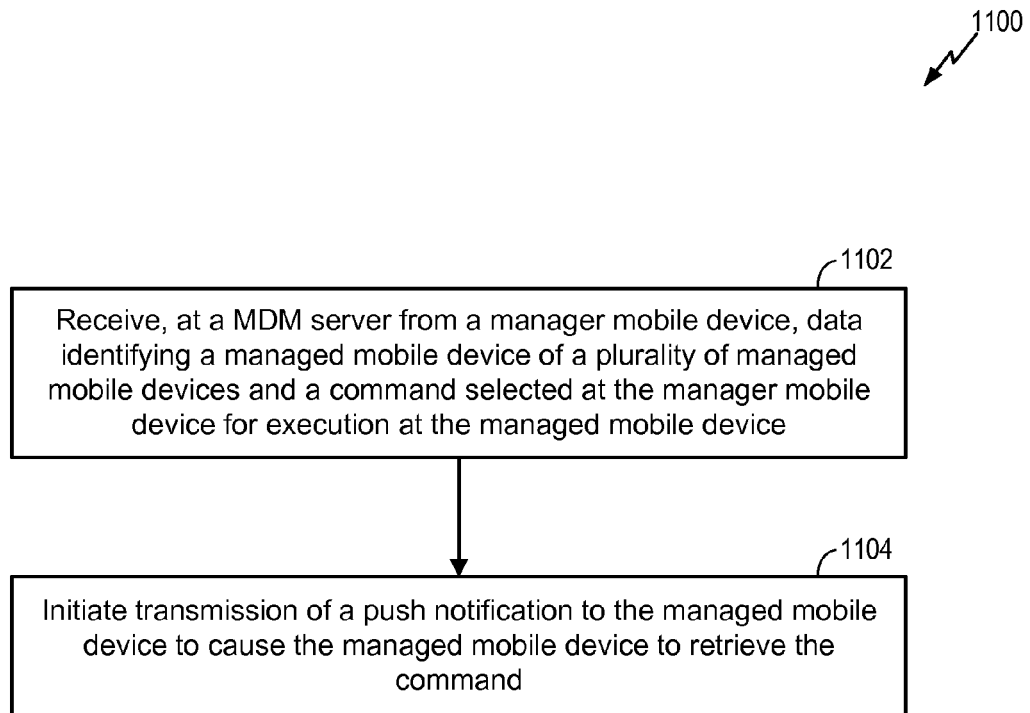 1100
1102
Receive, at a MDM server from a manager mobile device, data
identifying a managed mobile device of a plurality of managed
mobile devices and a command selected at the manager mobile
device for execution at the managed mobile device
1104
Initiate transmission of a push notification to the managed mobile
device to cause the managed mobile device to retrieve the
command